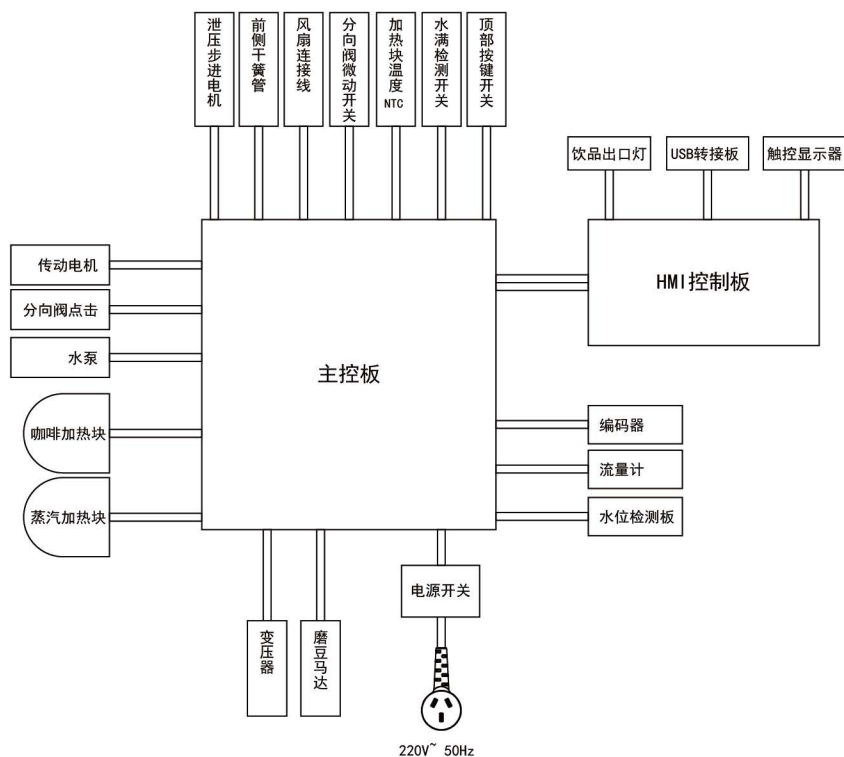 泄压步进电机
前侧干簧管
风扇连接线
分向阀微动开关
加热块温度
NTC
水满检测开关
顶部按键开关
饮品出口灯
USB转接板
触控显示器
传动电机
分向阀点击
水泵
咖啡加热块
蒸汽加热块
主控板
HMI控制板
编码器
流量计
水位检测板
电源开关
变压器
磨豆马达
220V~ 50Hz